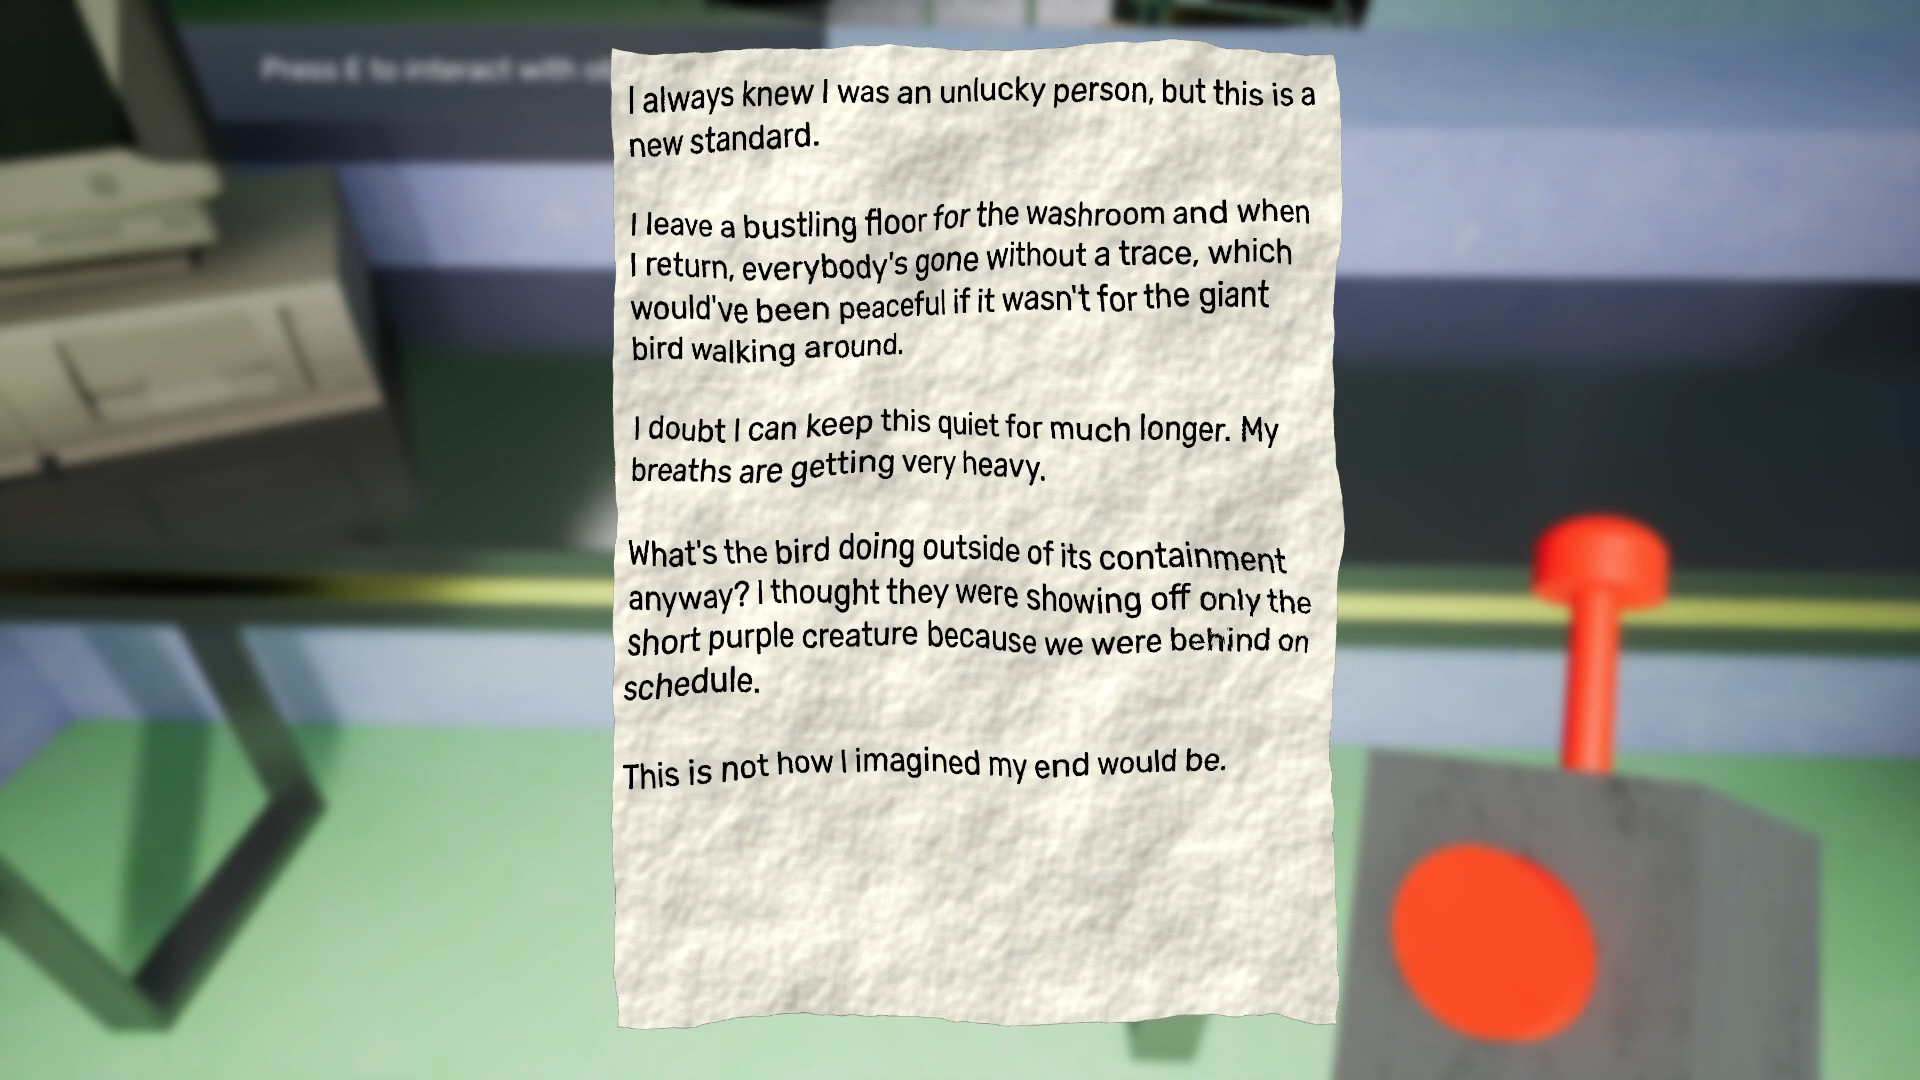 Press E to interact with
I always knew I was an unlucky person, but this is a
new standard.
I leave a bustling floor for the washroom and when
I return, everybody's gone without a trace, which
would've been peaceful if it wasn't for the giant
bird walking around.
I doubt I can keep this quiet for much longer. My
breaths are getting very heavy.
What's the bird doing outside of its containment
anyway? I thought they were showing off only the
short purple creature because we were behind on
schedule.
This is not how I imagined my end would be.